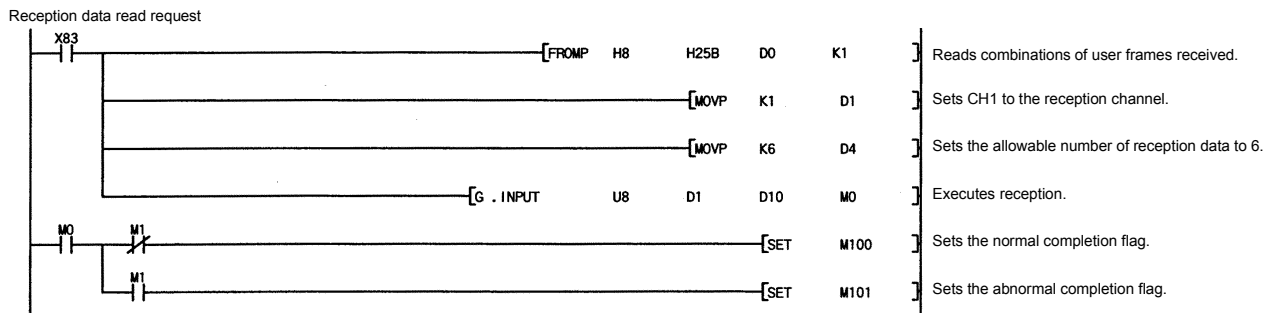 Reception data read request
X83
FROMP H8 H25B D0 K1 Reads combinations of user frames received.
MOVP K1 D1 Sets CH1 to the reception channel.
MOVP K6 D4 Sets the allowable number of reception data to 6.
G .INPUT U8 D1 D10 M0 Executes reception.
M0 M1
SET M100 Sets the normal completion flag.
M1
SET M101 Sets the abnormal completion flag.